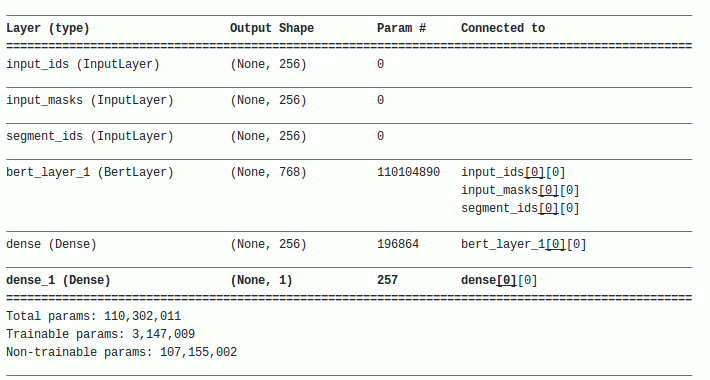 Layer (type) Output Shape Param # Connected to
input_ids (InputLayer) (None, 256) 0
input_masks (InputLayer) (None, 256) 0
segment_ids (InputLayer) (None, 256) 0
bert_layer_1 (BertLayer) (None, 768) 110104890 input_ids[0][0]
input_masks[0][0]
segment_ids[0][0]
dense (Dense) (None, 256) 196864 bert_layer_1[0][0]
dense_1 (Dense) (None, 1) 257 dense[0][0]
Total params: 110,302,011
Trainable params: 3,147,009
Non-trainable params: 107,155,002